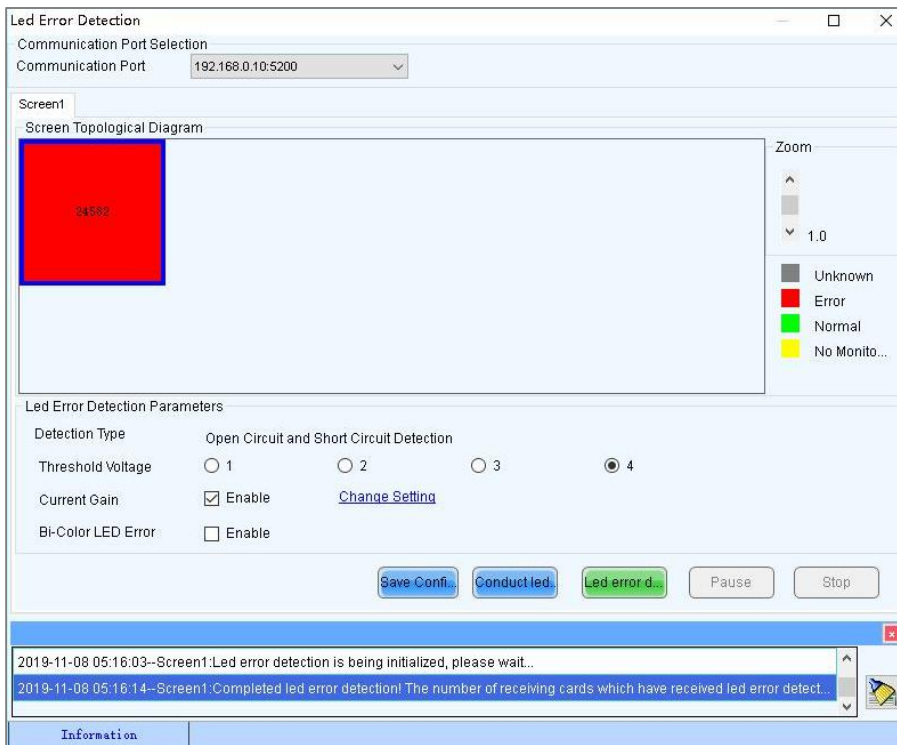 Led Error Detection
Communication Port Selection
Communication Port 192.168.0.10:5200
Screen1
Screen Topological Diagram
24582
Zoom
1.0
Unknown
Error
Normal
No Monito...
Led Error Detection Parameters
Detection Type Open Circuit and Short Circuit Detection
Threshold Voltage 1 2 3 4
Current Gain Enable Change Setting
Bi-Color LED Error Enable
Save Confi... Conduct led... Led error d... Pause Stop
2019-11-08 05:16:03--Screen1:Led error detection is being initialized, please wait...
2019-11-08 05:16:14--Screen1:Completed led error detection! The number of receiving cards which have received led error detect...
Information